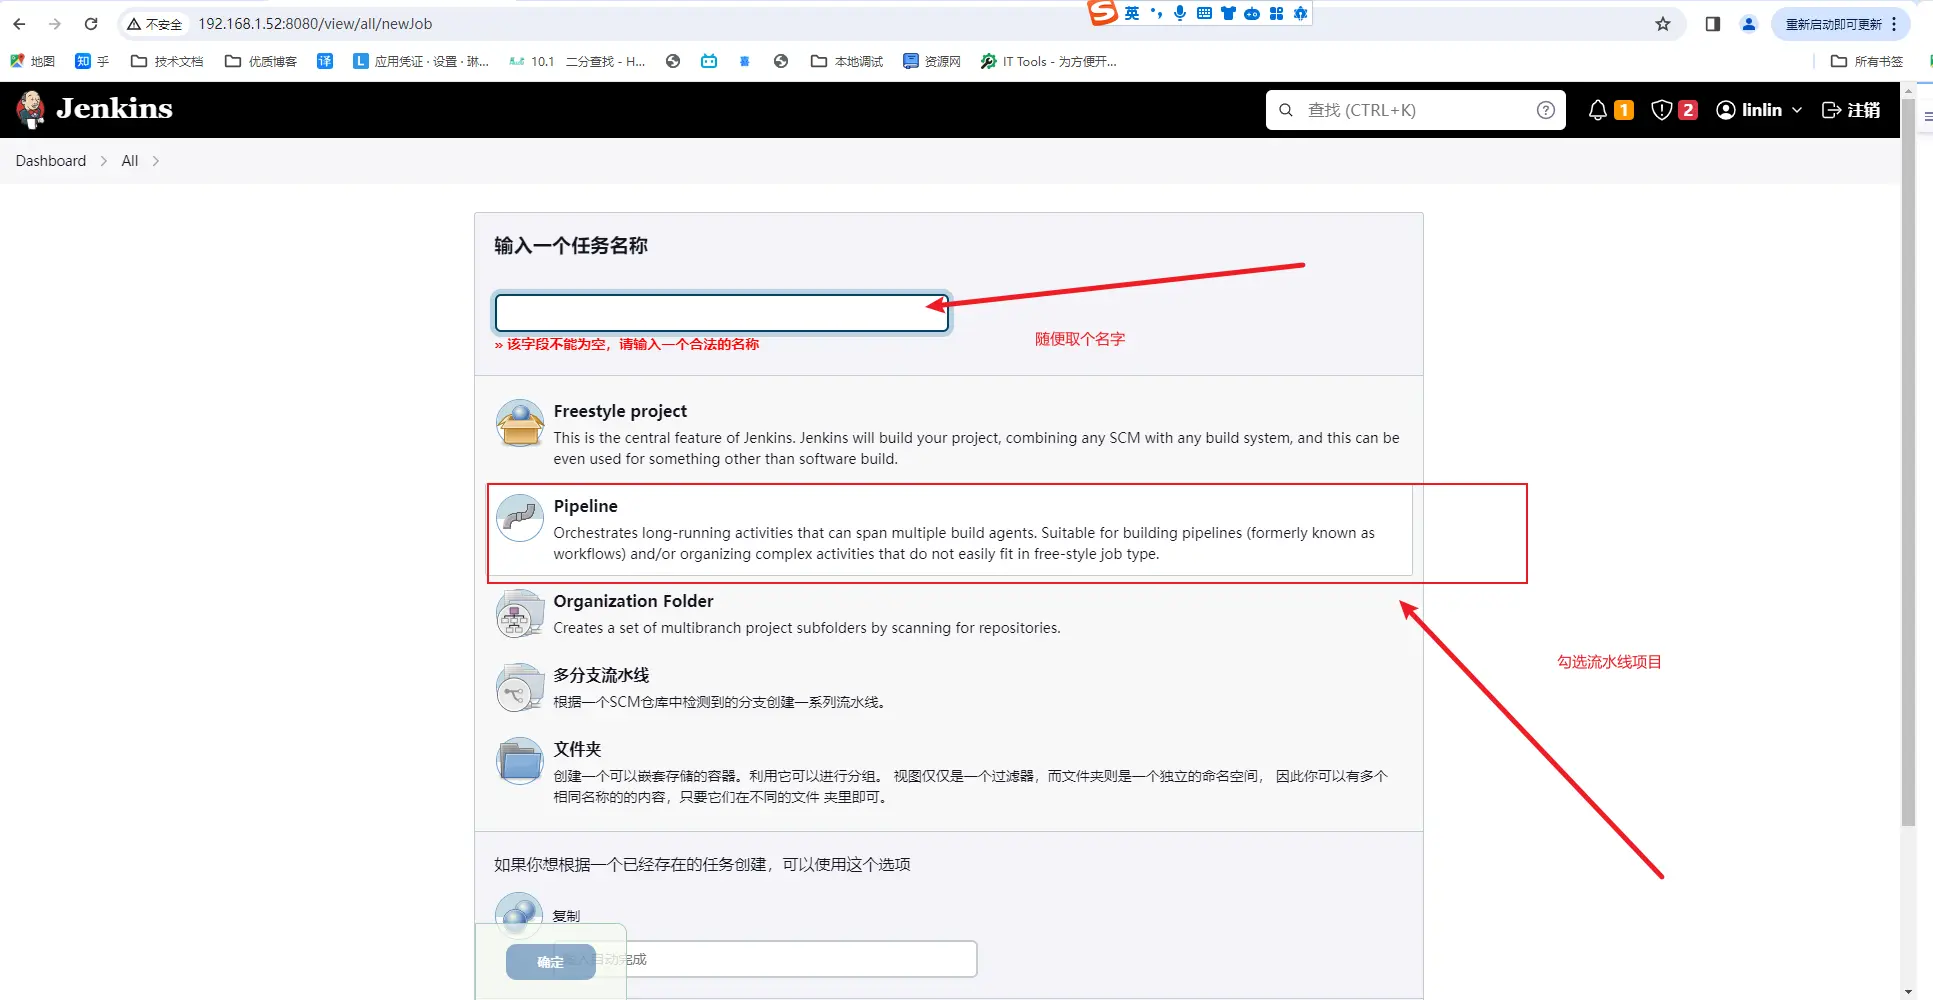 英
不安全
192.168.1.52:8080/view/all/newJob
重新启动即可更新
地图
知 乎
技术文档
优质博客
译
L 应用凭证 · 设置 · 琳...
10.1 二分查找 - H...
本地调试
资源网
IT Tools - 为方便开...
所有书签
Jenkins
查找 (CTRL+K)
1
2
linlin
注销
Dashboard
All
输入一个任务名称
随便取个名字
» 该字段不能为空，请输入一个合法的名称
Freestyle project
This is the central feature of Jenkins. Jenkins will build your project, combining any SCM with any build system, and this can be
even used for something other than software build.
Pipeline
Orchestrates long-running activities that can span multiple build agents. Suitable for building pipelines (formerly known as
workflows) and/or organizing complex activities that do not easily fit in free-style job type.
Organization Folder
Creates a set of multibranch project subfolders by scanning for repositories.
勾选流水线项目
多分支流水线
根据一个SCM仓库中检测到的分支创建一系列流水线。
文件夹
创建一个可以嵌套存储的容器。利用它可以进行分组。 视图仅仅是一个过滤器，而文件夹则是一个独立的命名空间， 因此你可以有多个
相同名称的的内容，只要它们在不同的文件 夹里即可。
如果你想根据一个已经存在的任务创建，可以使用这个选项
复制
确定
自动完成